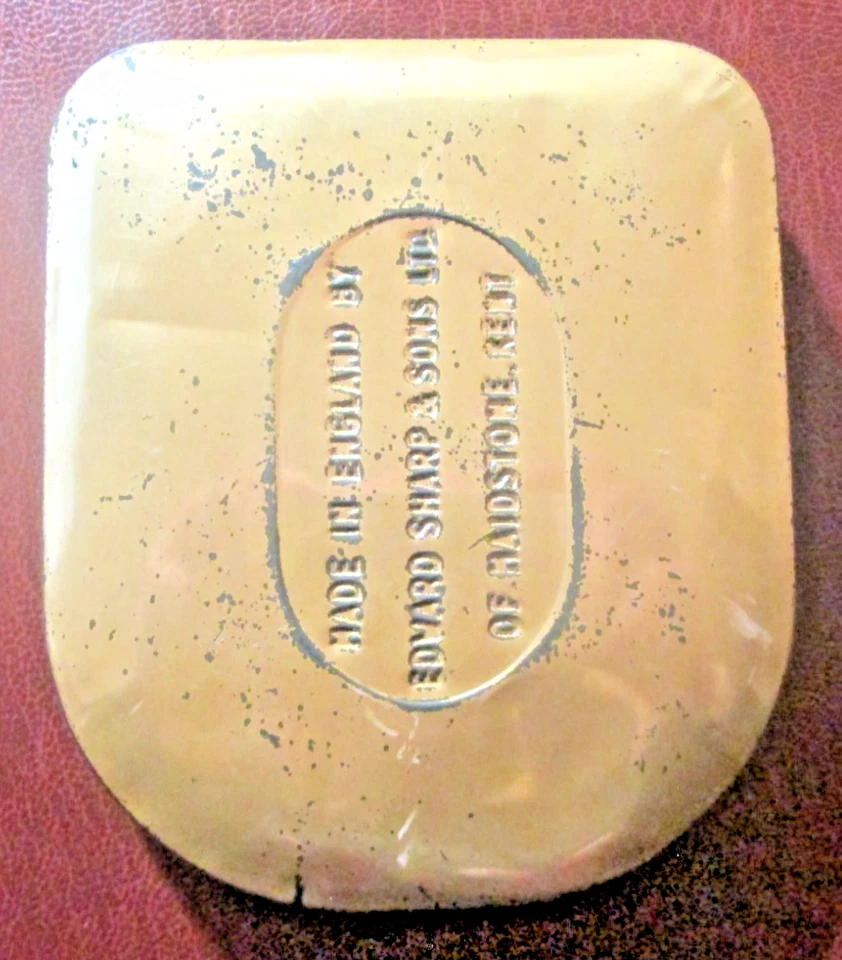 MADE IN ENGLAND BY
EDWARD SHARP & SONS LTD.
OF MAIDSTONE. KENT